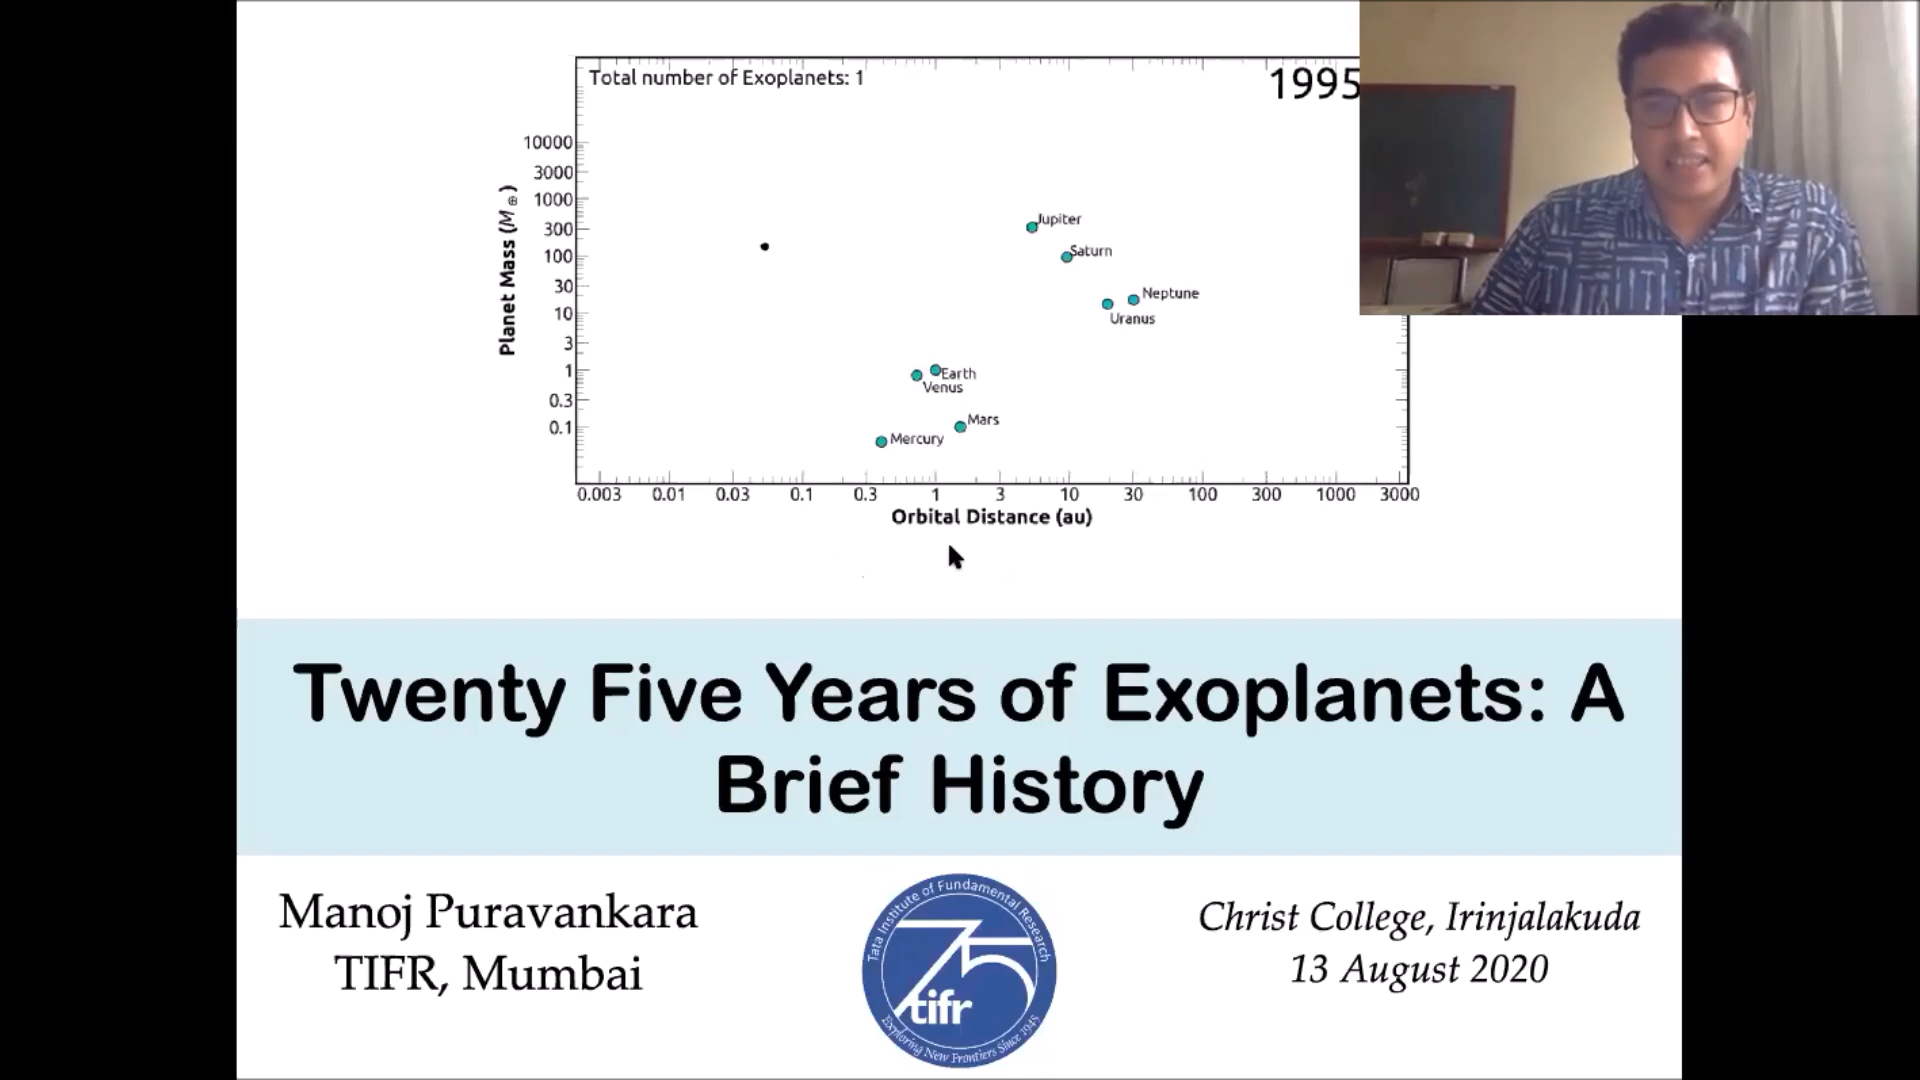 Total number of Exoplanets: 1
1995
Planet Mass (M⊕)
10000
3000
1000
300
100
30
10
3
1
0.3
0.1
Jupiter
Saturn
Neptune
Uranus
Earth
Venus
Mars
Mercury
0.003 0.01 0.03 0.1 0.3 1 3 10 30 100 300 1000 3000
Orbital Distance (au)
Twenty Five Years of Exoplanets: A
Brief History
Manoj Puravankara
TIFR, Mumbai
Tata Institute of Fundamental Research
75
tifr
Exploring New Frontiers Since 1945
Christ College, Irinjalakuda
13 August 2020